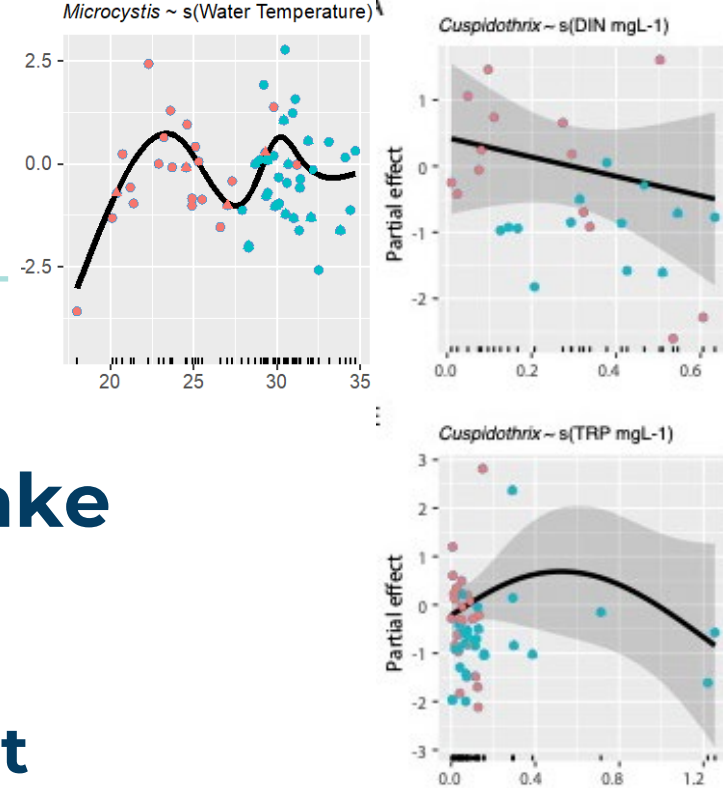 Microcystis ~ s(Water Temperature)
2.5
0.0
-2.5
20 25 30 35
Cuspidothrix ~ s(DIN mgL-1)
Partial effect
1
0
-1
-2
0.0 0.2 0.4 0.6
ake
t
Cuspidothrix ~ s(TRP mgL-1)
Partial effect
3
2
1
0
-1
-2
-3
0.0 0.4 0.8 1.2